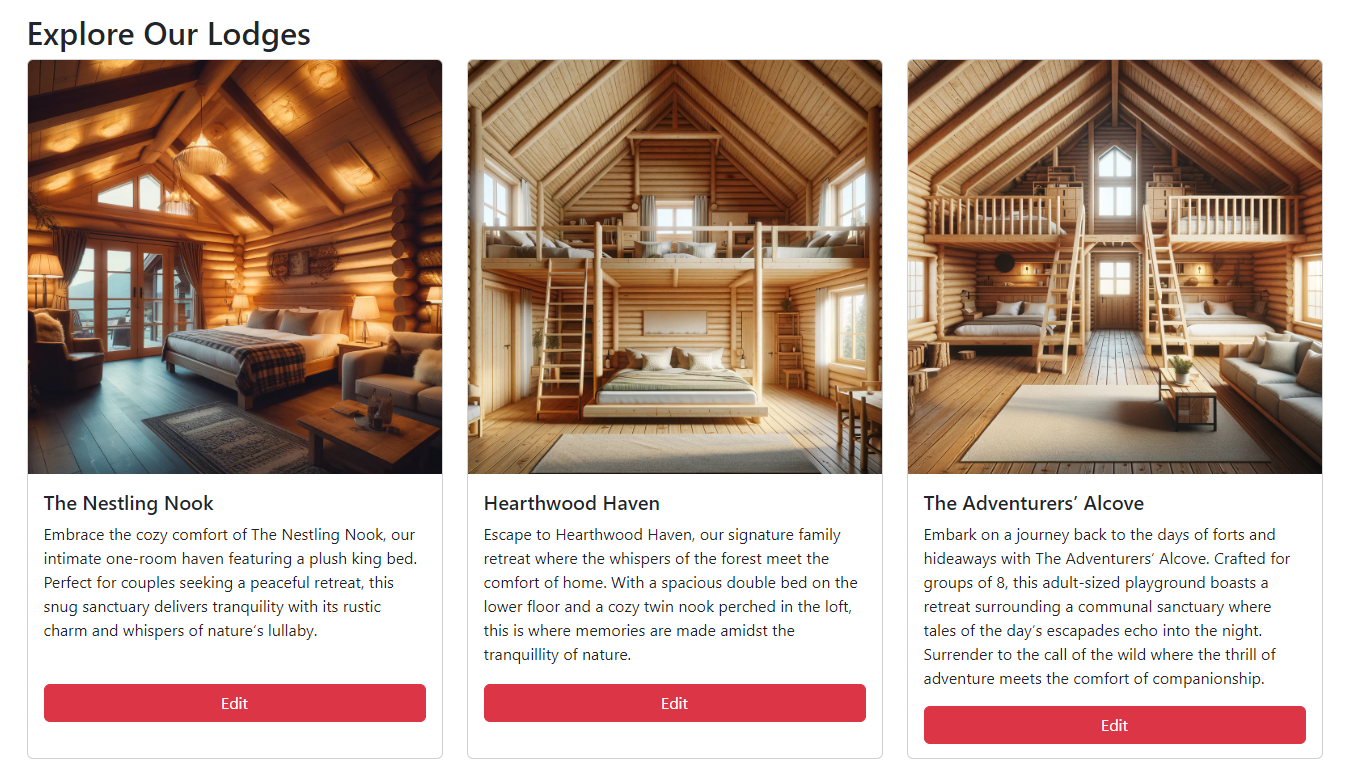 Explore Our Lodges
The Nestling Nook
Embrace the cozy comfort of The Nestling Nook, our
intimate one-room haven featuring a plush king bed.
Perfect for couples seeking a peaceful retreat, this
snug sanctuary delivers tranquility with its rustic
charm and whispers of nature’s lullaby.
Edit
Hearthwood Haven
Escape to Hearthwood Haven, our signature family
retreat where the whispers of the forest meet the
comfort of home. With a spacious double bed on the
lower floor and a cozy twin nook perched in the loft,
this is where memories are made amidst the
tranquillity of nature.
Edit
The Adventurers’ Alcove
Embark on a journey back to the days of forts and
hideaways with The Adventurers’ Alcove. Crafted for
groups of 8, this adult-sized playground boasts a
retreat surrounding a communal sanctuary where
tales of the day’s escapades echo into the night.
Surrender to the call of the wild where the thrill of
adventure meets the comfort of companionship.
Edit